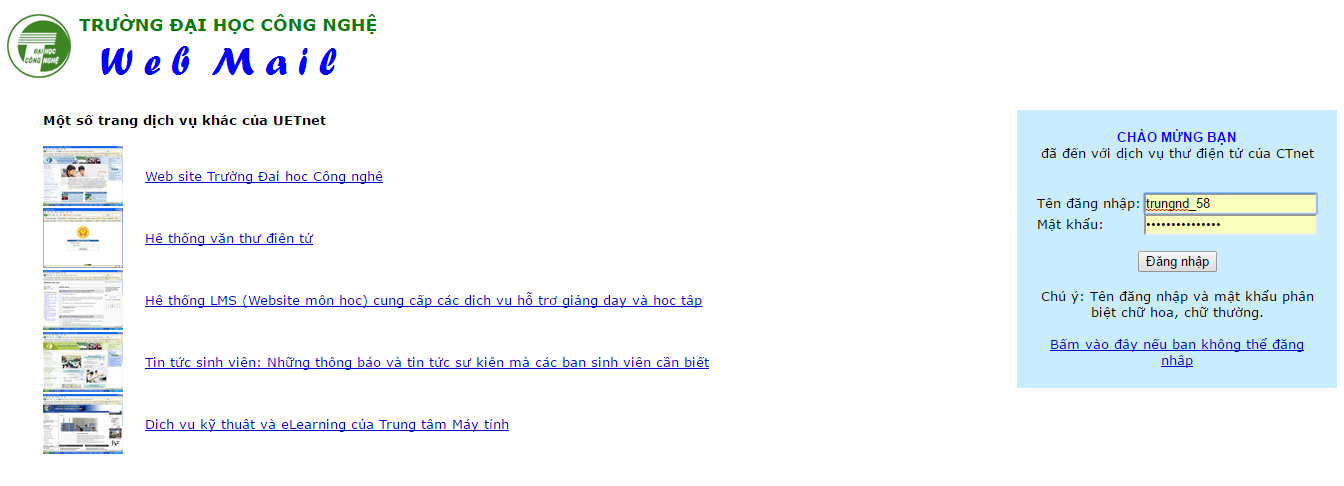 TRƯỜNG ĐẠI HỌC CÔNG NGHỆ
ĐẠI HỌC
CÔNG NGHỆ
Web Mail
Một số trang dịch vụ khác của UETnet
Web site Trường Đại học Công nghệ
Hệ thống văn thư điện tử
Hệ thống LMS (Website môn học) cung cấp các dịch vụ hỗ trợ giảng dạy và học tập
Tin tức sinh viên: Những thông báo và tin tức sự kiện mà các bạn sinh viên cần biết
Dịch vụ kỹ thuật và eLearning của Trung tâm Máy tính
CHÀO MỪNG BẠN
đã đến với dịch vụ thư điện tử của CTnet
Tên đăng nhập: trungnd_58
Mật khẩu: •••••••••••••••
Đăng nhập
Chú ý: Tên đăng nhập và mật khẩu phân
biệt chữ hoa, chữ thường.
Bấm vào đây nếu bạn không thể đăng
nhập